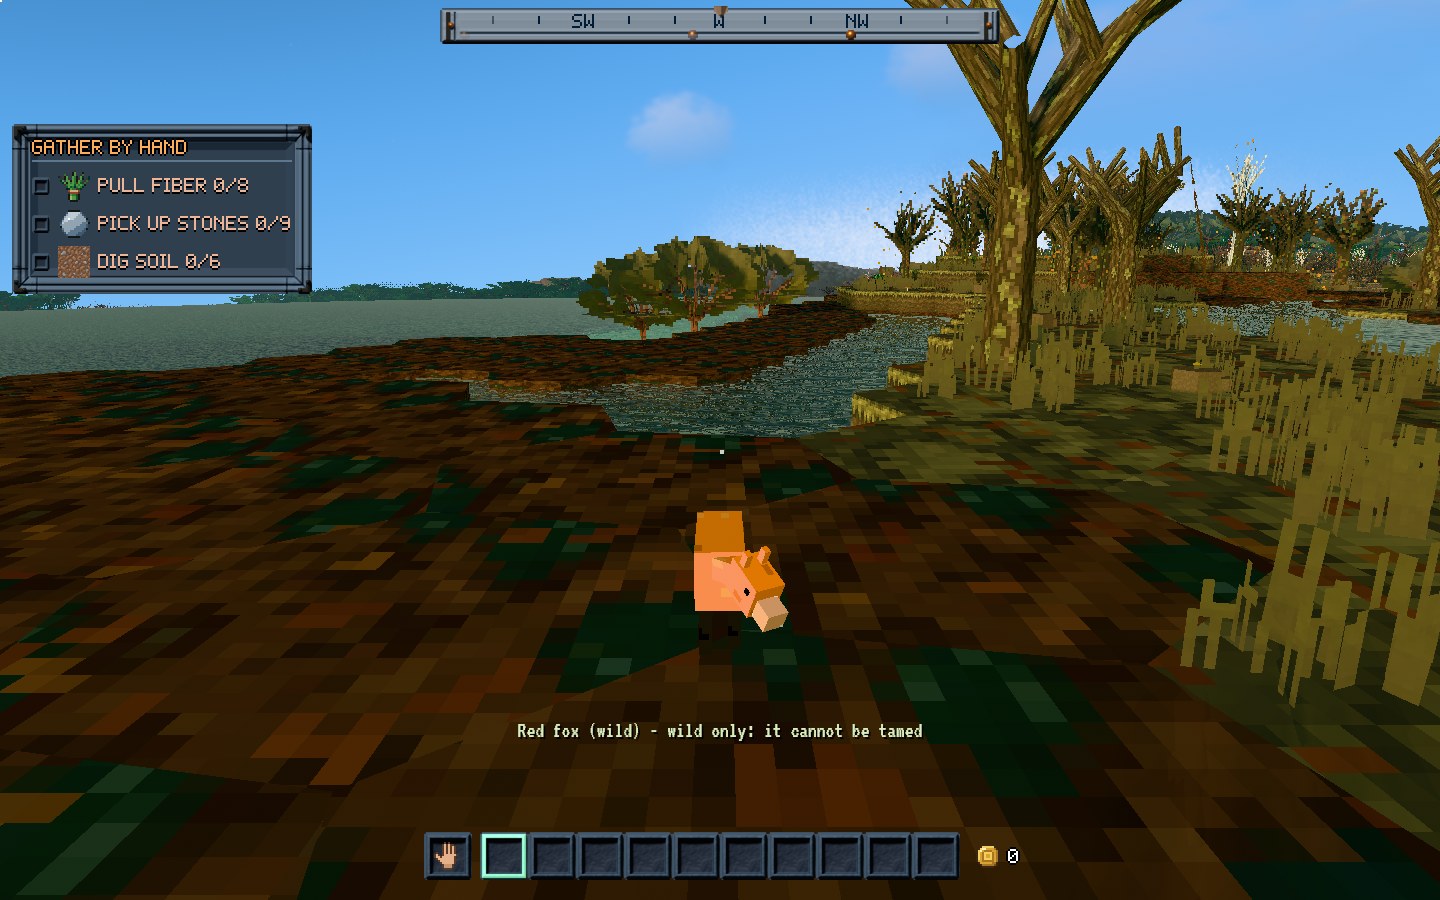 SW W NW
GATHER BY HAND
PULL FIBER 0/8
PICK UP STONES 0/9
DIG SOIL 0/6
Red fox (wild) - wild only: it cannot be tamed
0